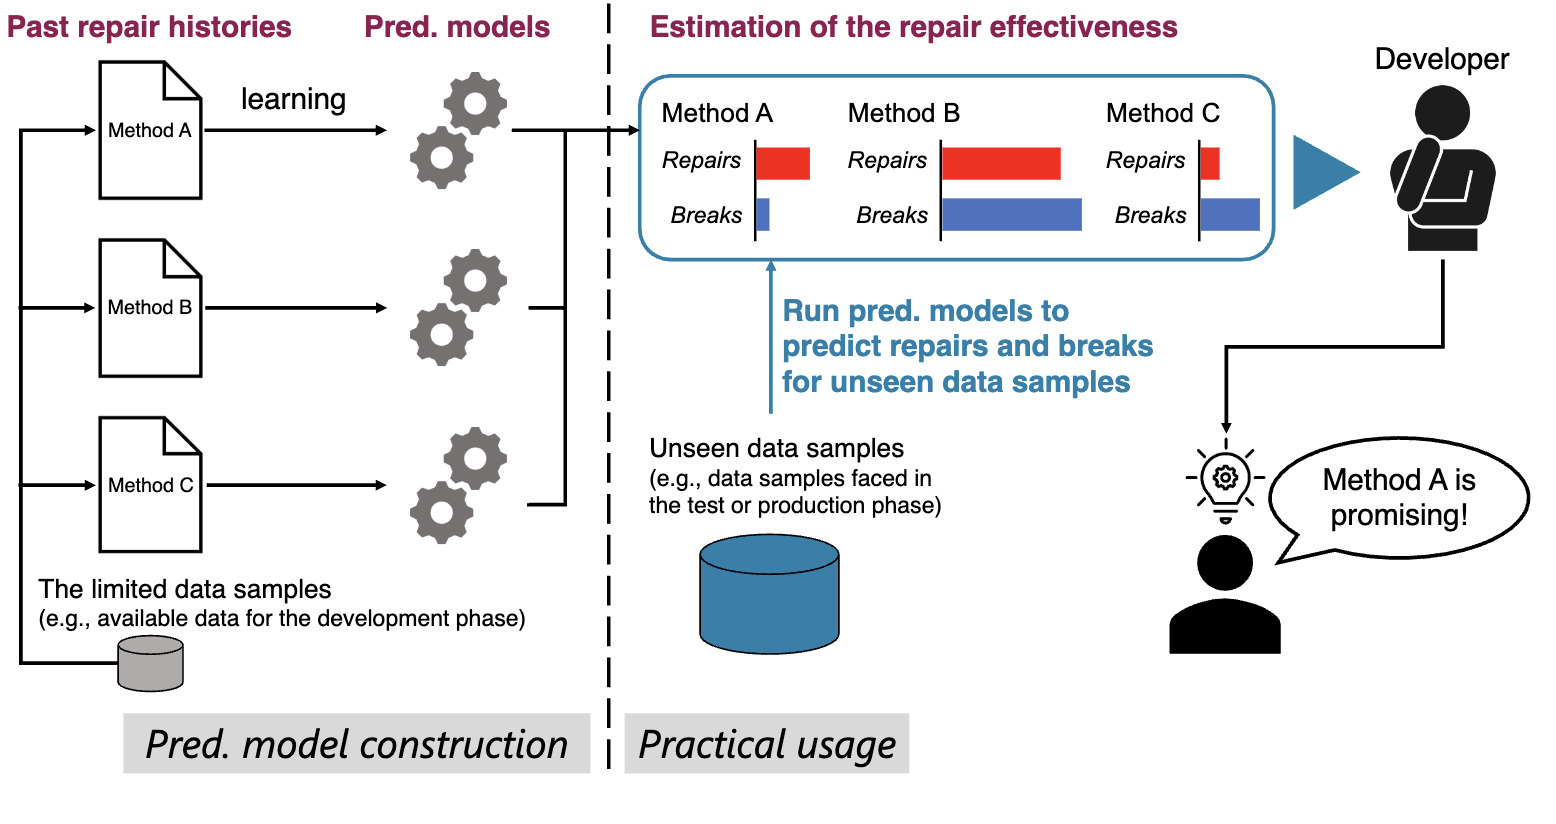 Past repair histories
Pred. models
Estimation of the repair effectiveness
Developer
Method A
learning
Method B
Method C
The limited data samples
(e.g., available data for the development phase)
Method A
Repairs
Breaks
Method B
Repairs
Breaks
Method C
Repairs
Breaks
Run pred. models to
predict repairs and breaks
for unseen data samples
Unseen data samples
(e.g., data samples faced in
the test or production phase)
Method A is
promising!
Pred. model construction
Practical usage